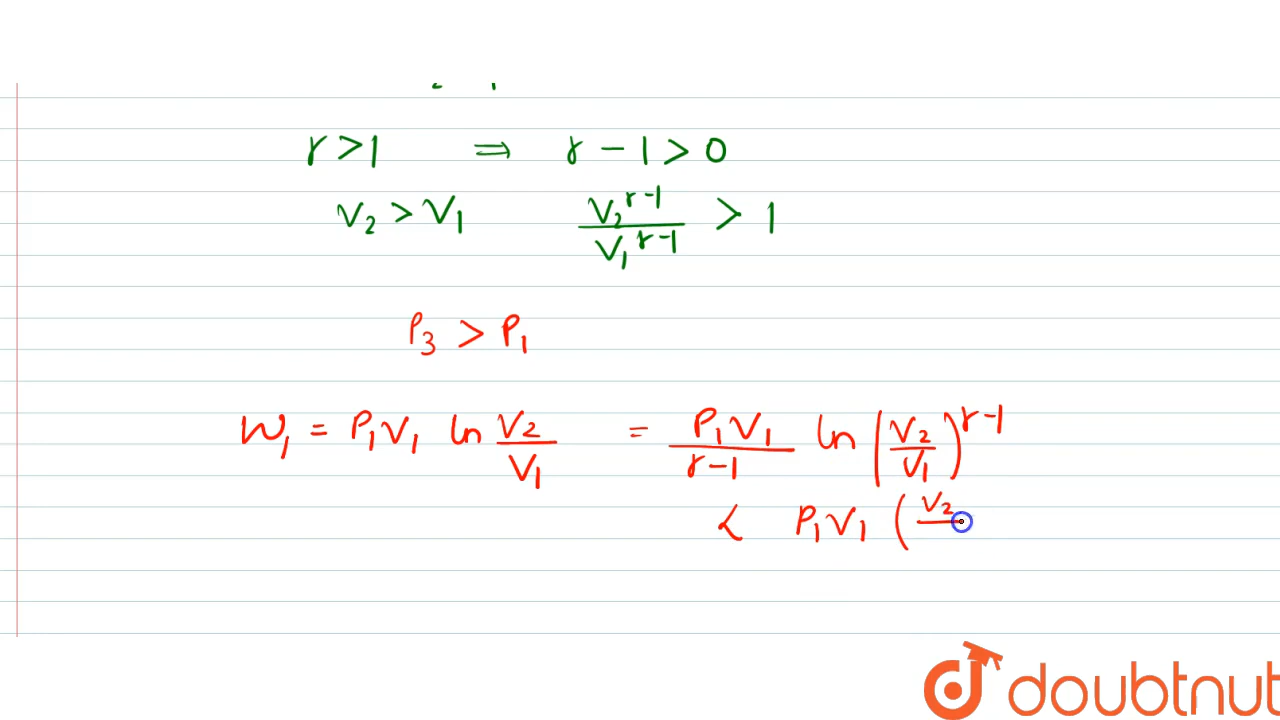 γ > 1 ⇒ γ − 1 > 0
V₂ > V₁ V₂^(γ−1) / V₁^(γ−1) > 1
P₃ > P₁
W₁ = P₁V₁ ln V₂/V₁ = P₁V₁/(γ−1) ln (V₂/V₁)^(γ−1)
< P₁V₁ (V₂
doubtnut